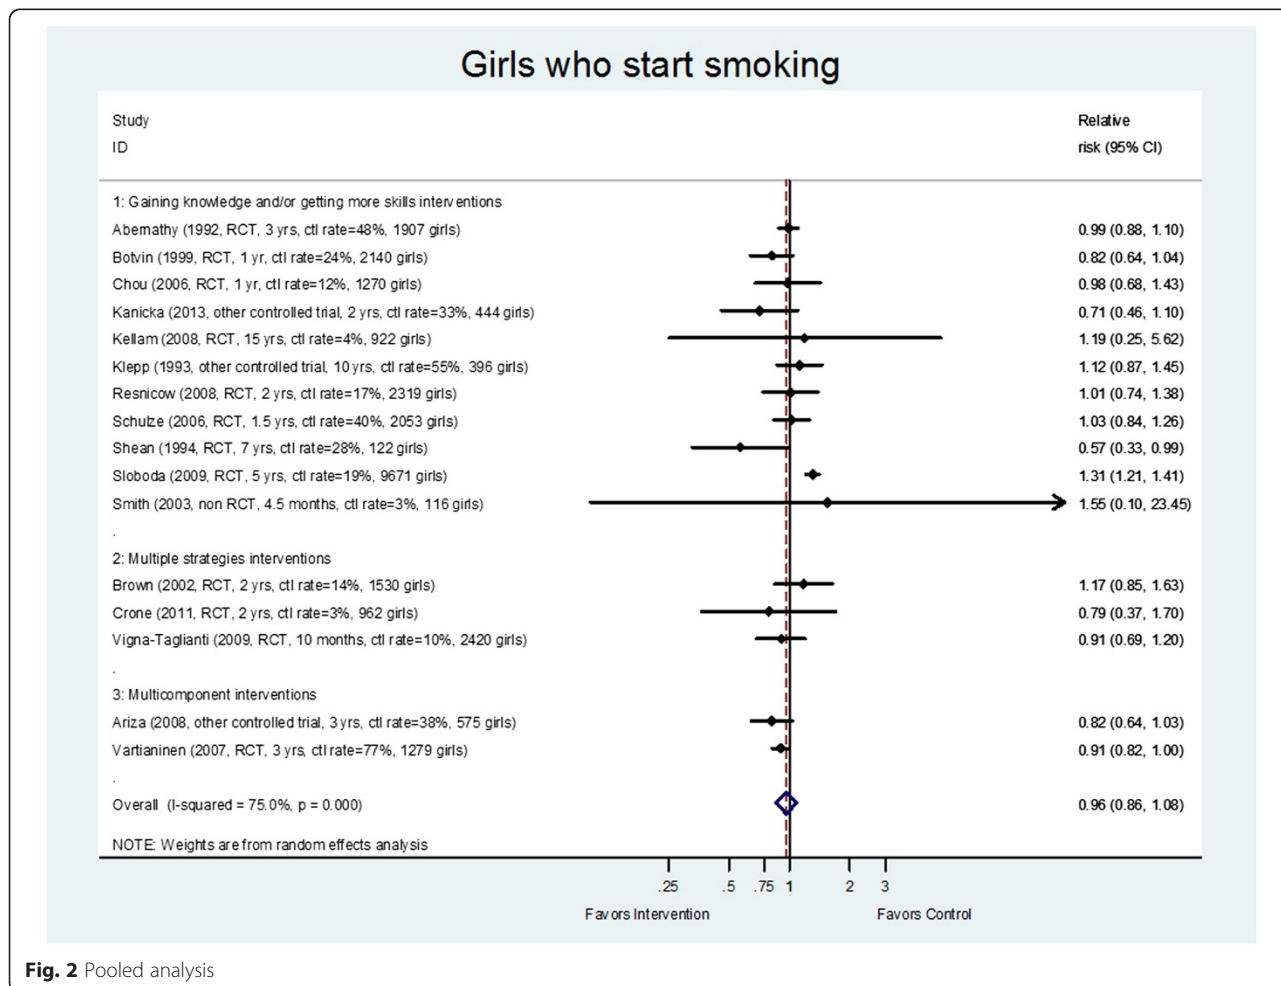 Girls who start smoking
Study Relative
ID risk (95% CI)
1: Gaining knowledge and/or getting more skills interventions
Abernathy (1992, RCT, 3 yrs, ctl rate=48%, 1907 girls) 0.99 (0.88, 1.10)
Botvin (1999, RCT, 1 yr, ctl rate=24%, 2140 girls) 0.82 (0.64, 1.04)
Chou (2006, RCT, 1 yr, ctl rate=12%, 1270 girls) 0.98 (0.68, 1.43)
Kanicka (2013, other controlled trial, 2 yrs, ctl rate=33%, 444 girls) 0.71 (0.46, 1.10)
Kellam (2008, RCT, 15 yrs, ctl rate=4%, 922 girls) 1.19 (0.25, 5.62)
Klepp (1993, other controlled trial, 10 yrs, ctl rate=55%, 396 girls) 1.12 (0.87, 1.45)
Resnicow (2008, RCT, 2 yrs, ctl rate=17%, 2319 girls) 1.01 (0.74, 1.38)
Schulze (2006, RCT, 1.5 yrs, ctl rate=40%, 2053 girls) 1.03 (0.84, 1.26)
Shean (1994, RCT, 7 yrs, ctl rate=28%, 122 girls) 0.57 (0.33, 0.99)
Sloboda (2009, RCT, 5 yrs, ctl rate=19%, 9671 girls) 1.31 (1.21, 1.41)
Smith (2003, non RCT, 4.5 months, ctl rate=3%, 116 girls) 1.55 (0.10, 23.45)
.
2: Multiple strategies interventions
Brown (2002, RCT, 2 yrs, ctl rate=14%, 1530 girls) 1.17 (0.85, 1.63)
Crone (2011, RCT, 2 yrs, ctl rate=3%, 962 girls) 0.79 (0.37, 1.70)
Vigna-Taglianti (2009, RCT, 10 months, ctl rate=10%, 2420 girls) 0.91 (0.69, 1.20)
.
3: Multicomponent interventions
Ariza (2008, other controlled trial, 3 yrs, ctl rate=38%, 575 girls) 0.82 (0.64, 1.03)
Vartianinen (2007, RCT, 3 yrs, ctl rate=77%, 1279 girls) 0.91 (0.82, 1.00)
.
Overall (I-squared = 75.0%, p = 0.000) 0.96 (0.86, 1.08)
NOTE: Weights are from random effects analysis
.25 .5 .75 1 2 3
Favors Intervention Favors Control
Fig. 2 Pooled analysis